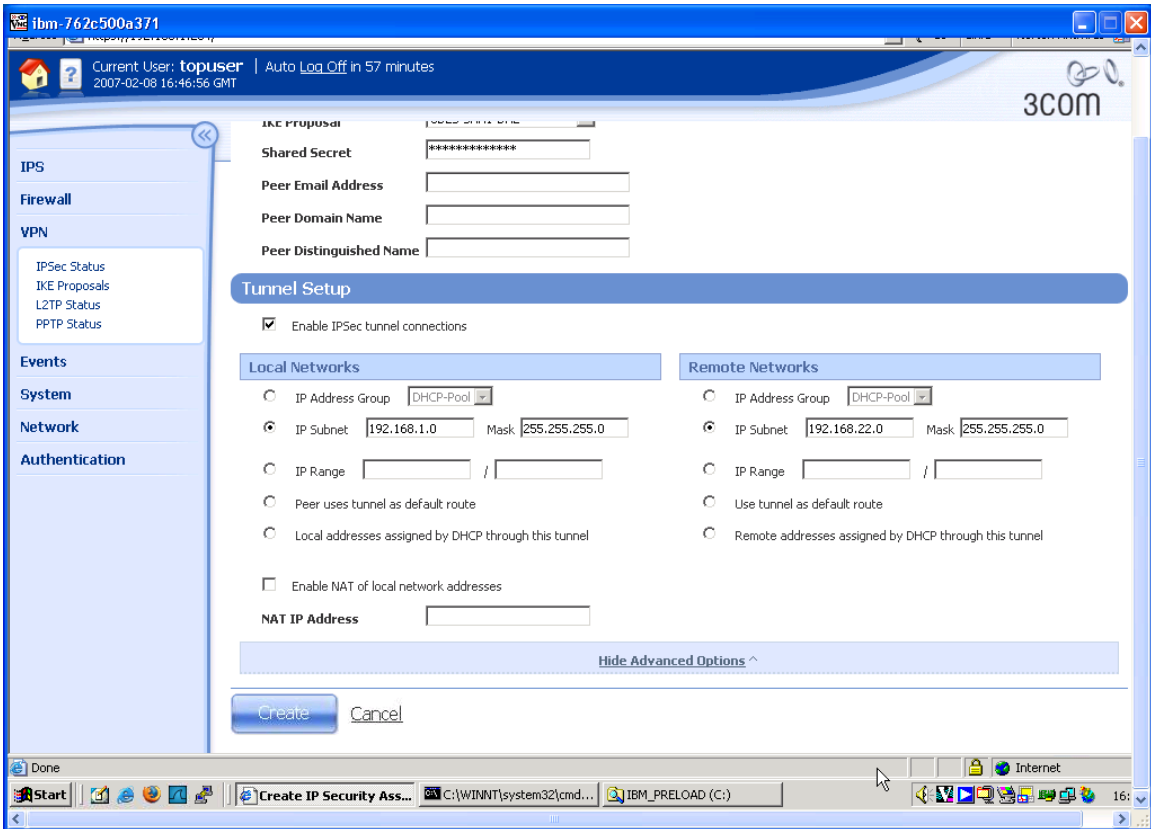 ibm-762c500a371
Current User: topuser | Auto Log Off in 57 minutes
2007-02-08 16:46:56 GMT
3COM
IPS
Firewall
VPN
IPSec Status
IKE Proposals
L2TP Status
PPTP Status
Events
System
Network
Authentication
IKE Proposal
Shared Secret *************
Peer Email Address
Peer Domain Name
Peer Distinguished Name
Tunnel Setup
Enable IPSec tunnel connections
Local Networks
IP Address Group DHCP-Pool
IP Subnet 192.168.1.0 Mask 255.255.255.0
IP Range /
Peer uses tunnel as default route
Local addresses assigned by DHCP through this tunnel
Remote Networks
IP Address Group DHCP-Pool
IP Subnet 192.168.22.0 Mask 255.255.255.0
IP Range /
Use tunnel as default route
Remote addresses assigned by DHCP through this tunnel
Enable NAT of local network addresses
NAT IP Address
Hide Advanced Options ^
Create Cancel
Done
Internet
Start
Create IP Security Ass...
C:\WINNT\system32\cmd...
IBM_PRELOAD (C:)
16: